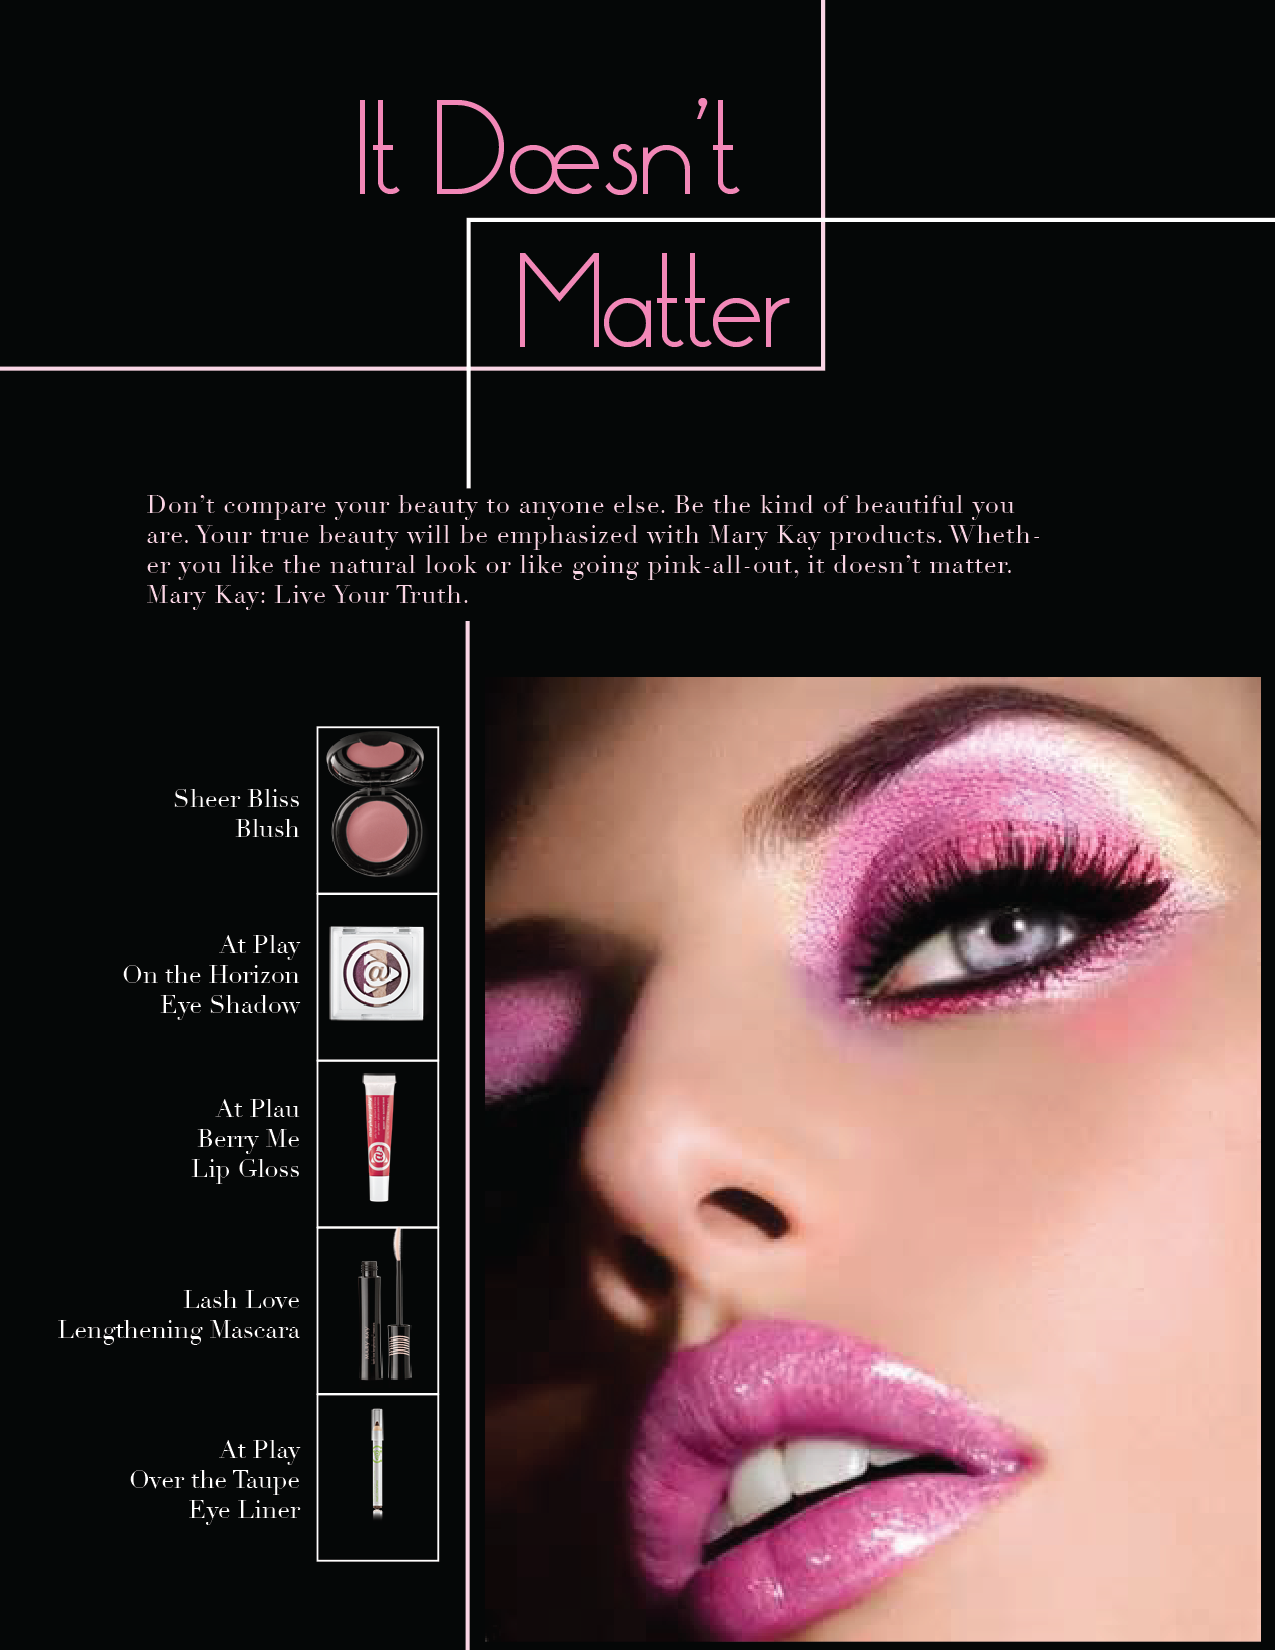 It Doesn't
Matter
Don't compare your beauty to anyone else. Be the kind of beautiful you
are. Your true beauty will be emphasized with Mary Kay products. Wheth-
er you like the natural look or like going pink-all-out, it doesn't matter.
Mary Kay: Live Your Truth.
Sheer Bliss
Blush
At Play
On the Horizon
Eye Shadow
@
At Plau
Berry Me
Lip Gloss
Lash Love
Lengthening Mascara
At Play
Over the Taupe
Eye Liner